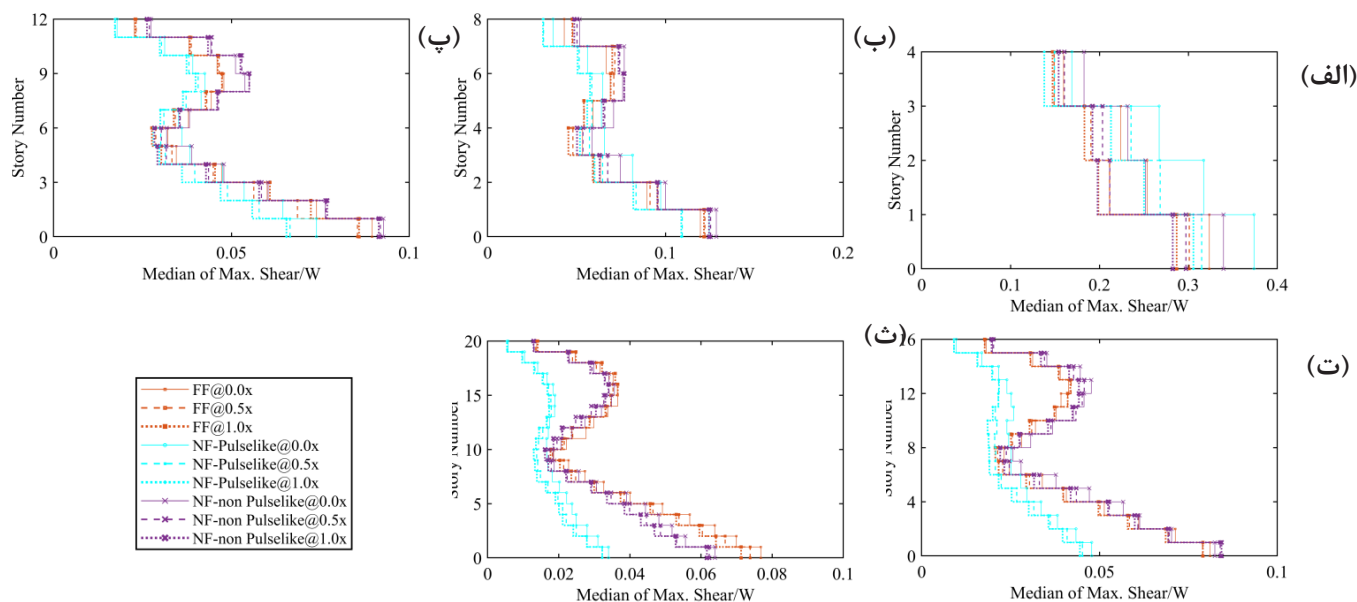 (پ)
12
9
6
3
0
Story Number
0
0.05
0.1
Median of Max. Shear/W
(ب)
8
6
4
2
0
Story Number
0
0.1
0.2
Median of Max. Shear/W
(الف)
4
3
2
1
0
Story Number
0
0.1
0.2
0.3
0.4
Median of Max. Shear/W
FF@0.0x
FF@0.5x
FF@1.0x
NF-Pulselike@0.0x
NF-Pulselike@0.5x
NF-Pulselike@1.0x
NF-non Pulselike@0.0x
NF-non Pulselike@0.5x
NF-non Pulselike@1.0x
(ث)
20
15
10
5
0
Story Number
0
0.02
0.04
0.06
0.08
0.1
Median of Max. Shear/W
(ت)
16
12
8
4
0
Story Number
0
0.05
0.1
Median of Max. Shear/W